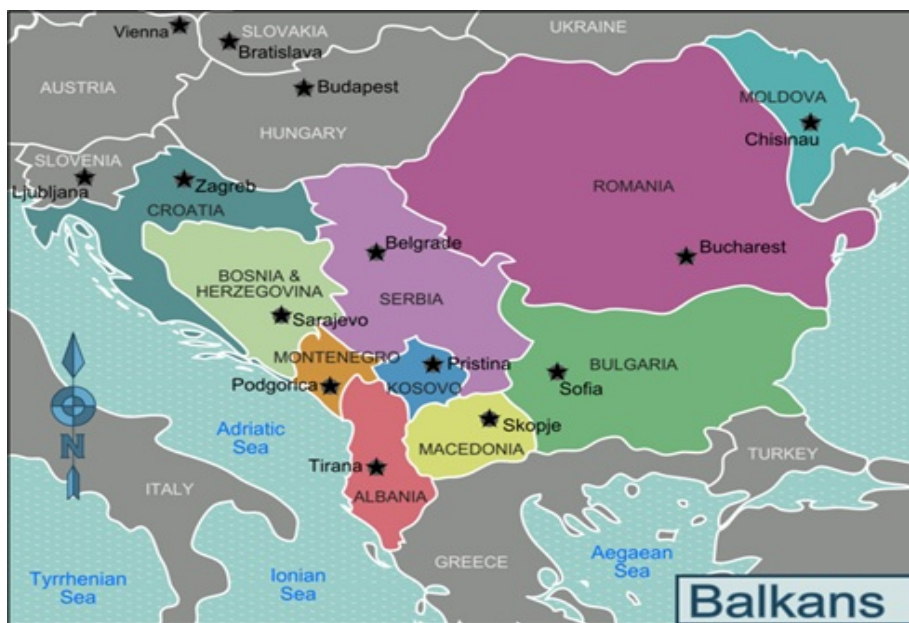 Vienna
SLOVAKIA
Bratislava
UKRAINE
AUSTRIA
Budapest
HUNGARY
MOLDOVA
Chisinau
SLOVENIA
Ljubljana
Zagreb
CROATIA
ROMANIA
Belgrade
Bucharest
BOSNIA &
HERZEGOVINA
SERBIA
Sarajevo
MONTENEGRO
Pristina
BULGARIA
Podgorica
KOSOVO
Sofia
Adriatic
Sea
Skopje
MACEDONIA
N
TURKEY
Tirana
ITALY
ALBANIA
GREECE
Aegaean
Sea
Tyrrhenian
Sea
Ionian
Sea
Balkans